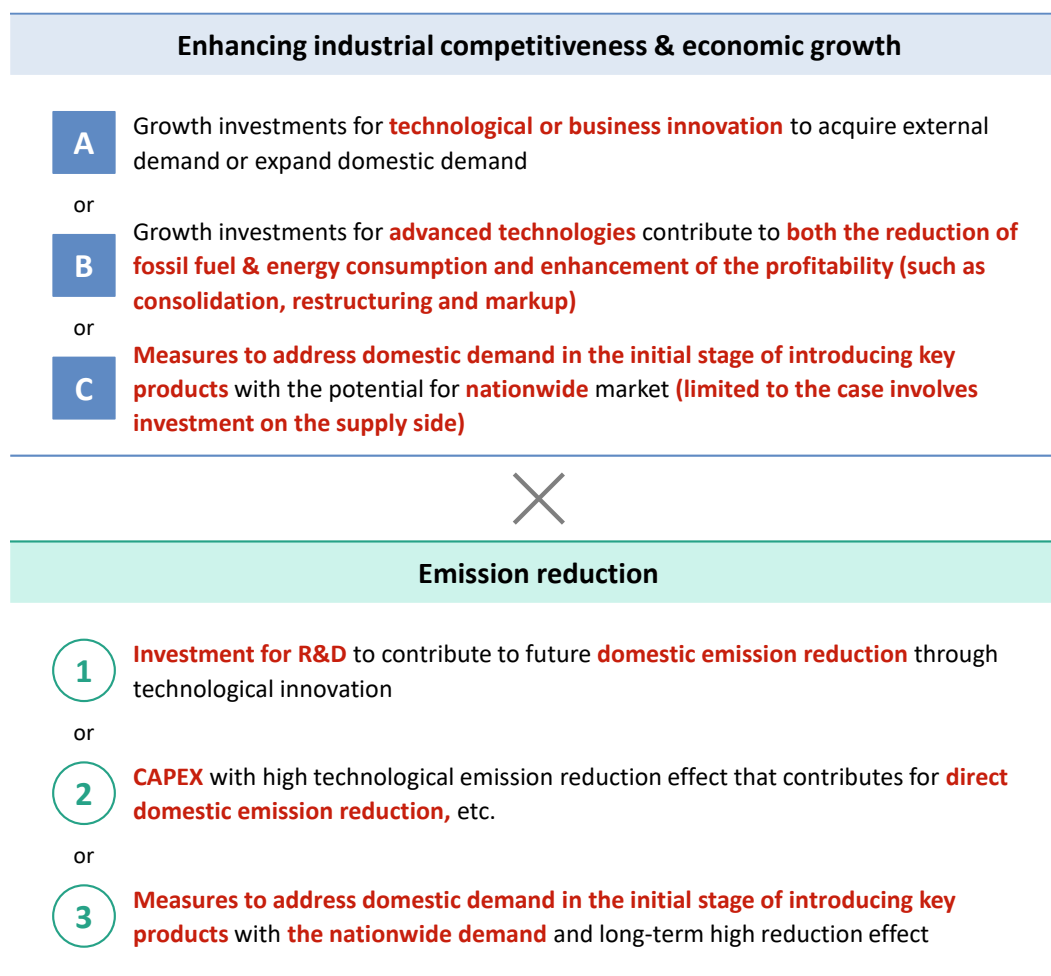 Enhancing industrial competitiveness & economic growth
A
Growth investments for technological or business innovation to acquire external
demand or expand domestic demand
or
B
Growth investments for advanced technologies contribute to both the reduction of
fossil fuel & energy consumption and enhancement of the profitability (such as
consolidation, restructuring and markup)
or
C
Measures to address domestic demand in the initial stage of introducing key
products with the potential for nationwide market (limited to the case involves
investment on the supply side)
Emission reduction
1
Investment for R&D to contribute to future domestic emission reduction through
technological innovation
or
2
CAPEX with high technological emission reduction effect that contributes for direct
domestic emission reduction, etc.
or
3
Measures to address domestic demand in the initial stage of introducing key
products with the nationwide demand and long-term high reduction effect